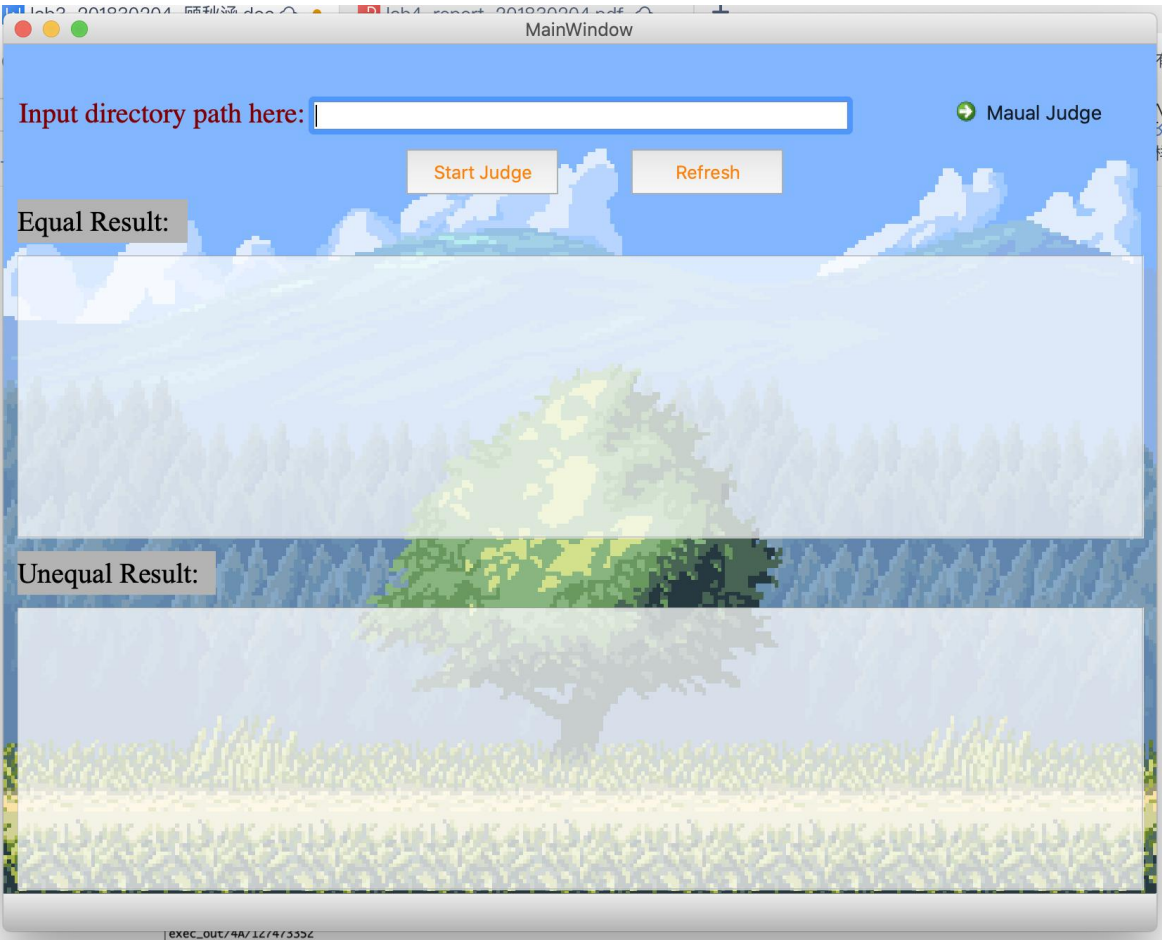 lab3_201830204_顾秋涵.doc lab4_report_201830204.pdf +
MainWindow
Input directory path here:
Maual Judge
Start Judge Refresh
Equal Result:
Unequal Result:
exec_out/4A/127473352